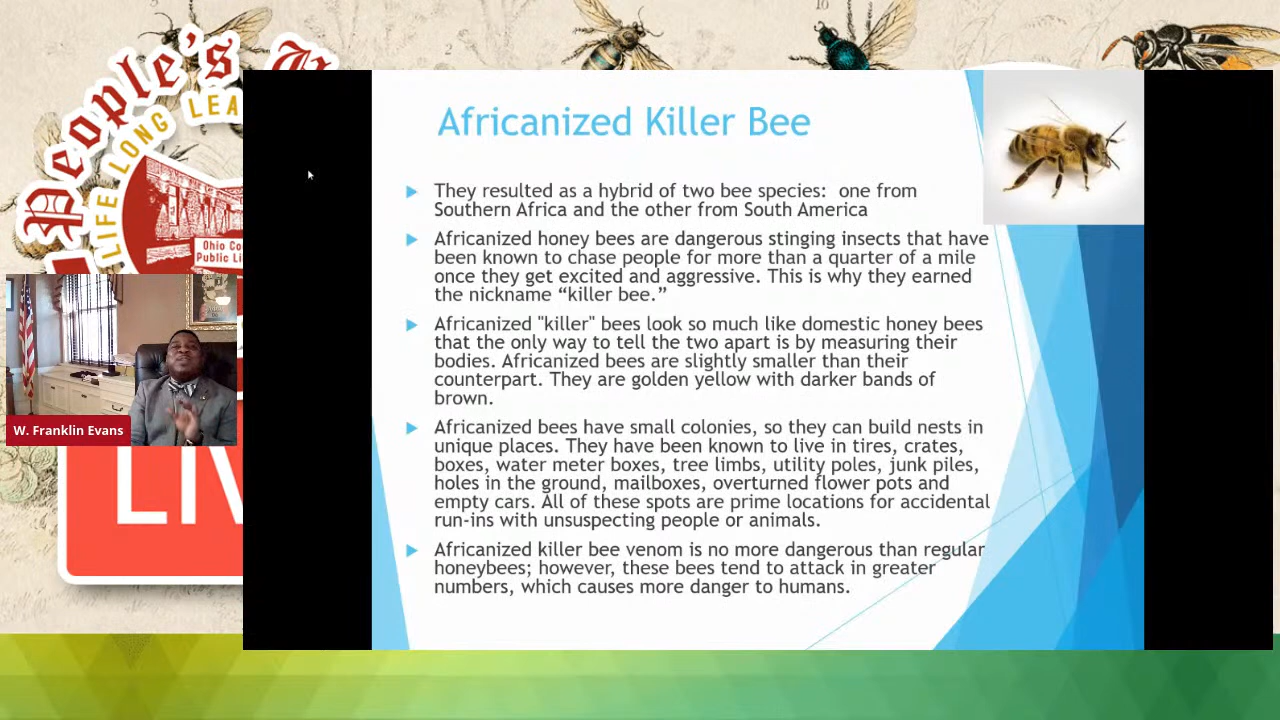 10
2
People's
LIFE LONG LEA
Ohio Co
Public Li
LIV
W. Franklin Evans
Africanized Killer Bee
They resulted as a hybrid of two bee species:  one from
Southern Africa and the other from South America
Africanized honey bees are dangerous stinging insects that have
been known to chase people for more than a quarter of a mile
once they get excited and aggressive. This is why they earned
the nickname “killer bee.”
Africanized "killer" bees look so much like domestic honey bees
that the only way to tell the two apart is by measuring their
bodies. Africanized bees are slightly smaller than their
counterpart. They are golden yellow with darker bands of
brown.
Africanized bees have small colonies, so they can build nests in
unique places. They have been known to live in tires, crates,
boxes, water meter boxes, tree limbs, utility poles, junk piles,
holes in the ground, mailboxes, overturned flower pots and
empty cars. All of these spots are prime locations for accidental
run-ins with unsuspecting people or animals.
Africanized killer bee venom is no more dangerous than regular
honeybees; however, these bees tend to attack in greater
numbers, which causes more danger to humans.